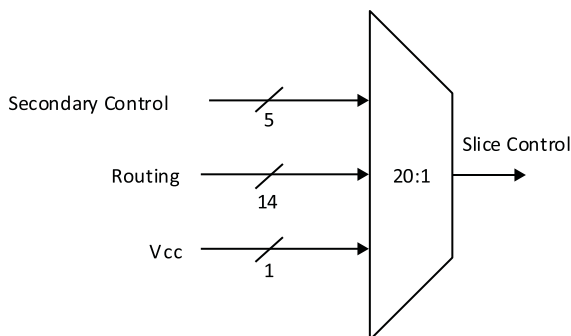 Secondary Control
5
Slice Control
Routing
14
20:1
Vcc
1